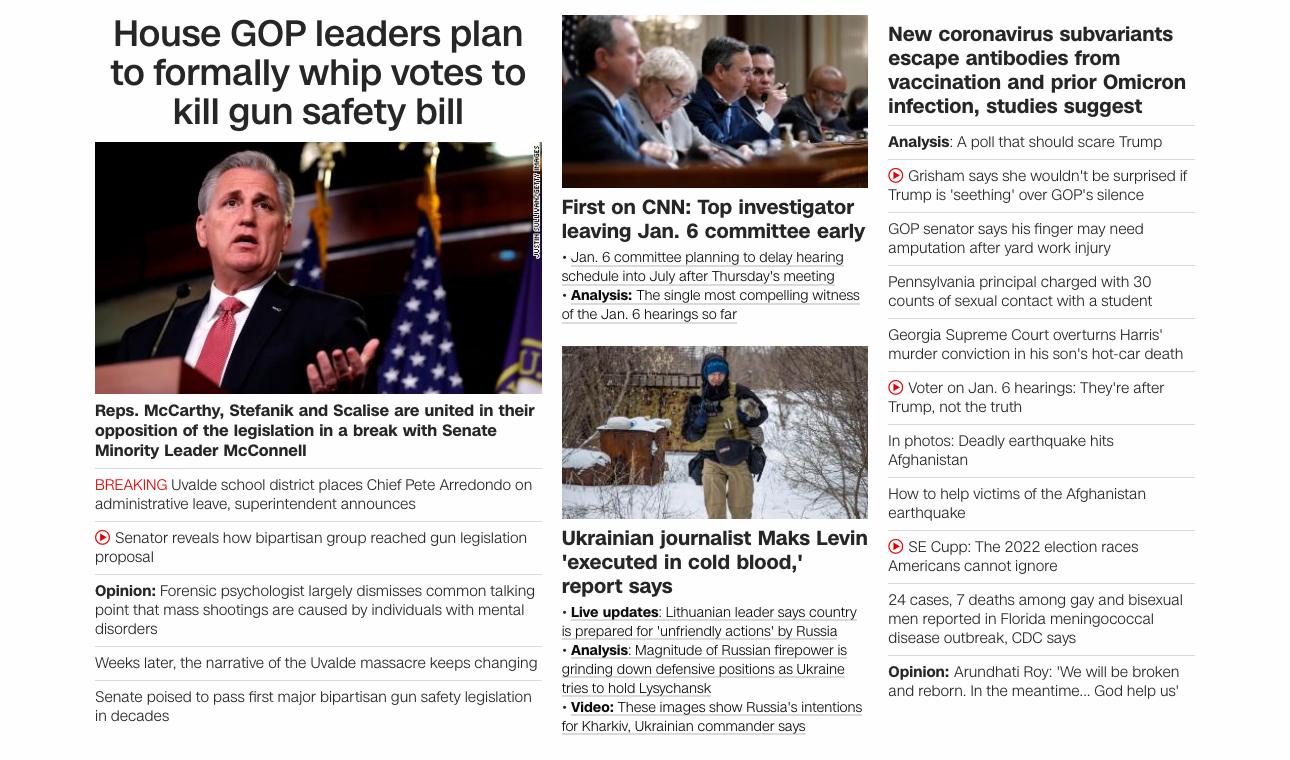 House GOP leaders plan
to formally whip votes to
kill gun safety bill
JUSTIN SULLIVAN/GETTY IMAGES
Reps. McCarthy, Stefanik and Scalise are united in their
opposition of the legislation in a break with Senate
Minority Leader McConnell
BREAKING Uvalde school district places Chief Pete Arredondo on
administrative leave, superintendent announces
Senator reveals how bipartisan group reached gun legislation
proposal
Opinion: Forensic psychologist largely dismisses common talking
point that mass shootings are caused by individuals with mental
disorders
Weeks later, the narrative of the Uvalde massacre keeps changing
Senate poised to pass first major bipartisan gun safety legislation
in decades
First on CNN: Top investigator
leaving Jan. 6 committee early
• Jan. 6 committee planning to delay hearing
schedule into July after Thursday's meeting
• Analysis: The single most compelling witness
of the Jan. 6 hearings so far
Ukrainian journalist Maks Levin
'executed in cold blood,'
report says
• Live updates: Lithuanian leader says country
is prepared for 'unfriendly actions' by Russia
• Analysis: Magnitude of Russian firepower is
grinding down defensive positions as Ukraine
tries to hold Lysychansk
• Video: These images show Russia's intentions
for Kharkiv, Ukrainian commander says
New coronavirus subvariants
escape antibodies from
vaccination and prior Omicron
infection, studies suggest
Analysis: A poll that should scare Trump
Grisham says she wouldn't be surprised if
Trump is 'seething' over GOP's silence
GOP senator says his finger may need
amputation after yard work injury
Pennsylvania principal charged with 30
counts of sexual contact with a student
Georgia Supreme Court overturns Harris'
murder conviction in his son's hot-car death
Voter on Jan. 6 hearings: They're after
Trump, not the truth
In photos: Deadly earthquake hits
Afghanistan
How to help victims of the Afghanistan
earthquake
SE Cupp: The 2022 election races
Americans cannot ignore
24 cases, 7 deaths among gay and bisexual
men reported in Florida meningococcal
disease outbreak, CDC says
Opinion: Arundhati Roy: 'We will be broken
and reborn. In the meantime... God help us'